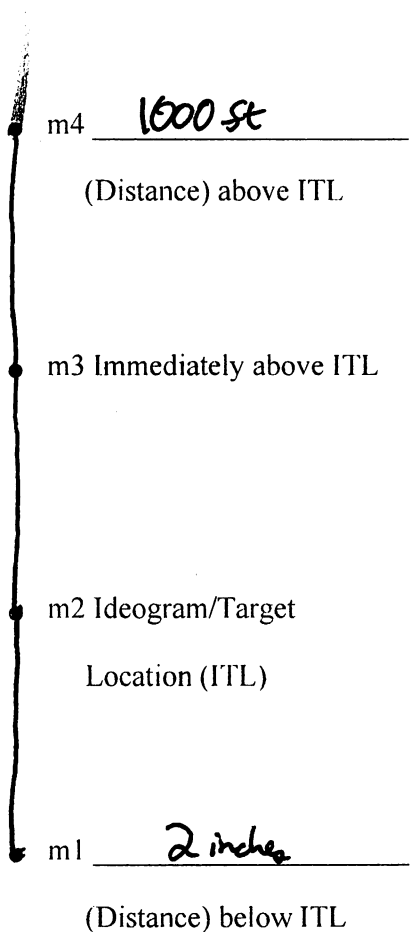 m4 1000 ft
(Distance) above ITL
m3 Immediately above ITL
m2 Ideogram/Target
Location (ITL)
m1 2 inches
(Distance) below ITL